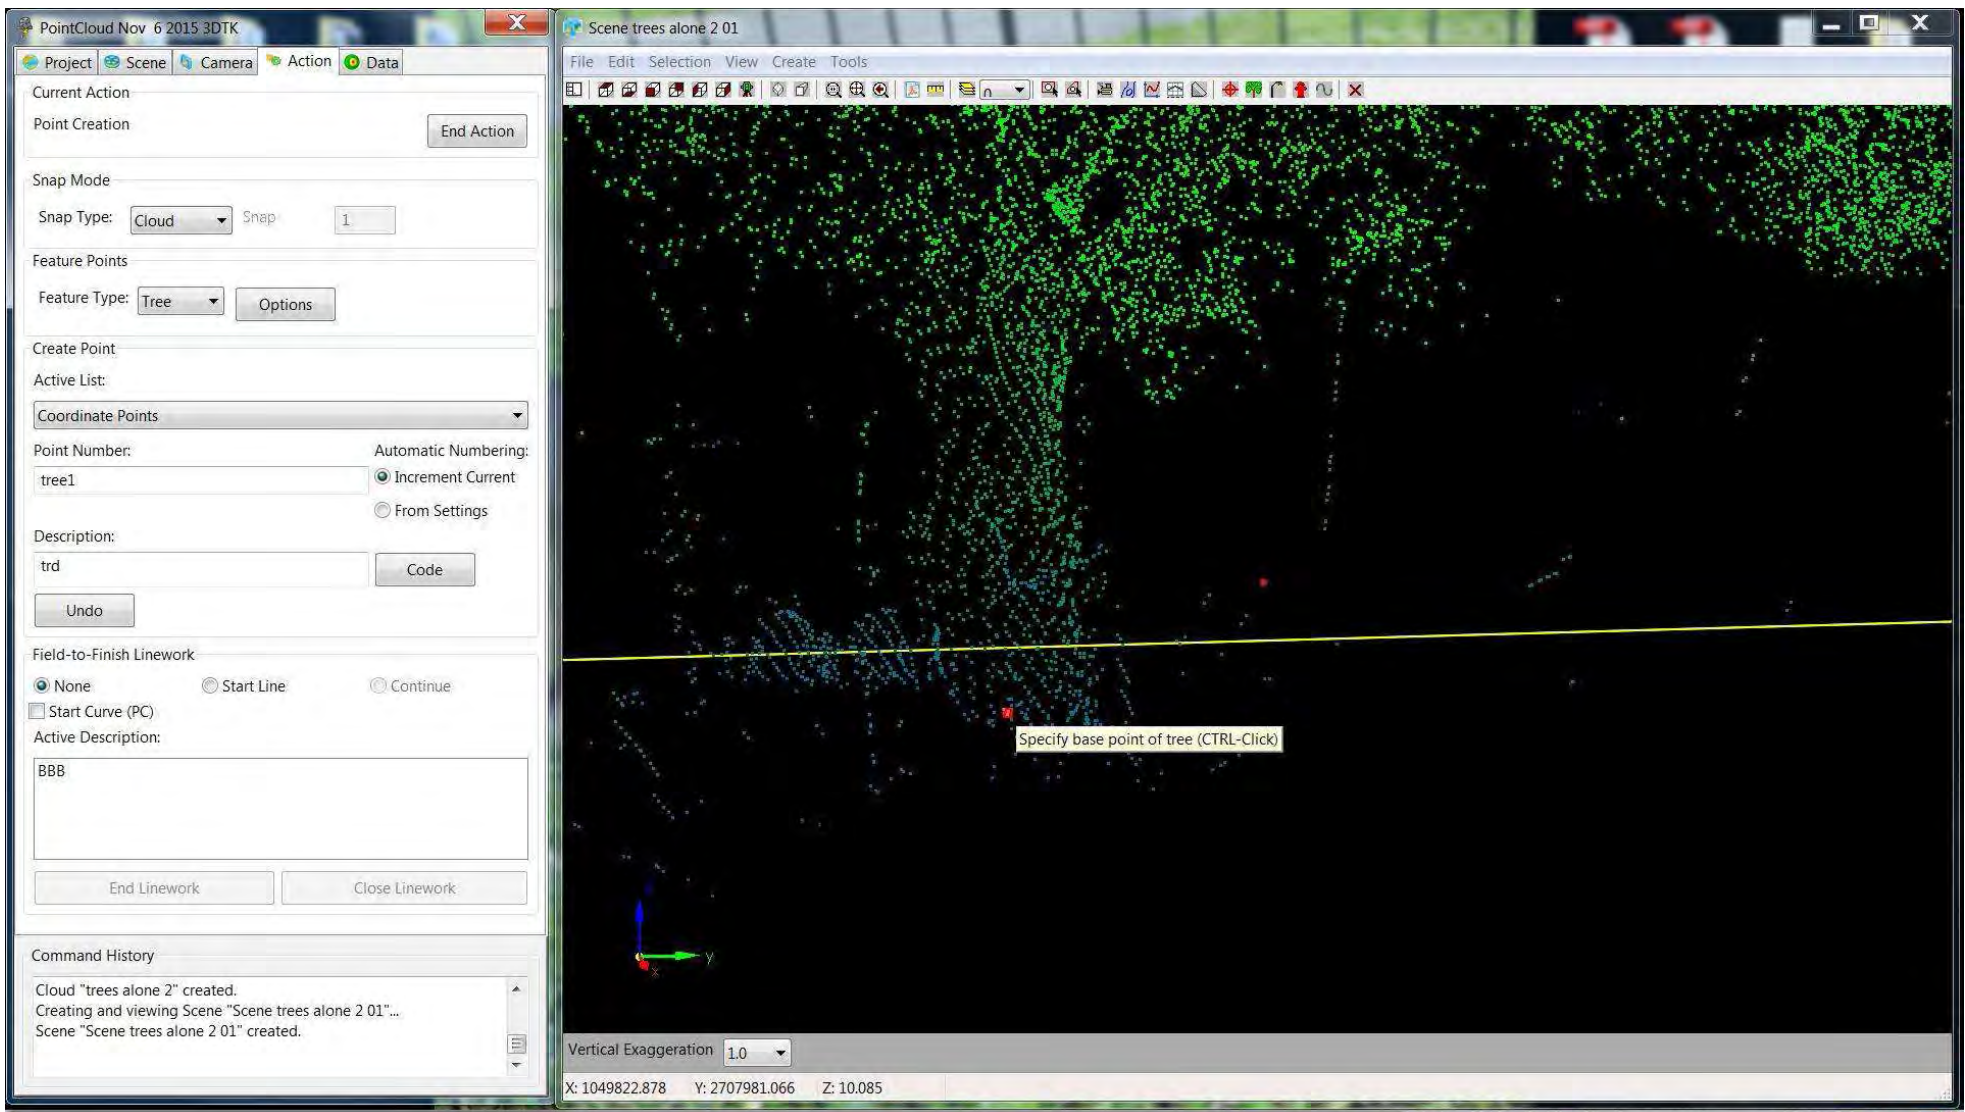 PointCloud Nov 6 2015 3DTK
Project Scene Camera Action Data
Current Action
Point Creation
End Action
Snap Mode
Snap Type: Cloud Snap 1
Feature Points
Feature Type: Tree Options
Create Point
Active List:
Coordinate Points
Point Number: Automatic Numbering:
tree1 Increment Current
From Settings
Description:
trd Code
Undo
Field-to-Finish Linework
None Start Line Continue
Start Curve (PC)
Active Description:
BBB
End Linework Close Linework
Command History
Cloud "trees alone 2" created.
Creating and viewing Scene "Scene trees alone 2 01"...
Scene "Scene trees alone 2 01" created.
Scene trees alone 2 01
File Edit Selection View Create Tools
Specify base point of tree (CTRL-Click)
y
x
Vertical Exaggeration 1.0
X: 1049822.878 Y: 2707981.066 Z: 10.085